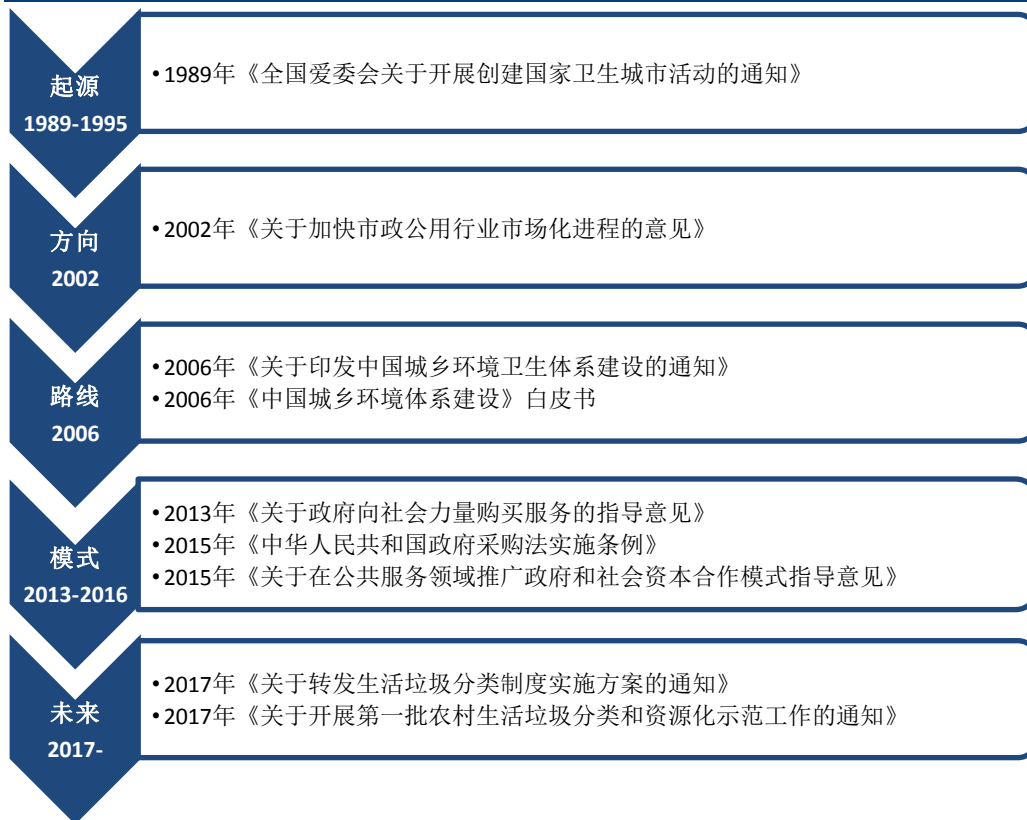 起源
1989-1995
•1989年《全国爱委会关于开展创建国家卫生城市活动的通知》
方向
2002
•2002年《关于加快市政公用行业市场化进程的意见》
路线
2006
•2006年《关于印发中国城乡环境卫生体系建设的通知》
•2006年《中国城乡环境体系建设》白皮书
模式
2013-2016
•2013年《关于政府向社会力量购买服务的指导意见》
•2015年《中华人民共和国政府采购法实施条例》
•2015年《关于在公共服务领域推广政府和社会资本合作模式指导意见》
未来
2017-
•2017年《关于转发生活垃圾分类制度实施方案的通知》
•2017年《关于开展第一批农村生活垃圾分类和资源化示范工作的通知》